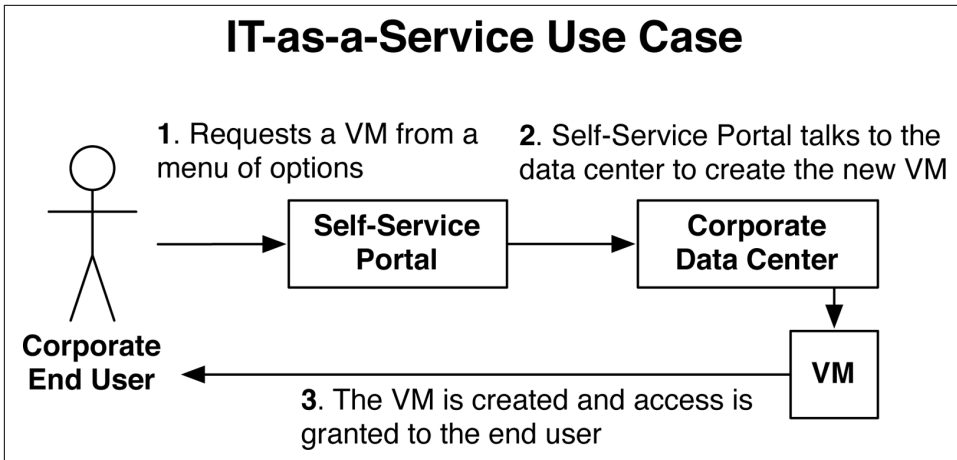 IT-as-a-Service Use Case
1. Requests a VM from a
menu of options
2. Self-Service Portal talks to the
data center to create the new VM
Self-Service
Portal
Corporate
Data Center
Corporate
End User
VM
3. The VM is created and access is
granted to the end user